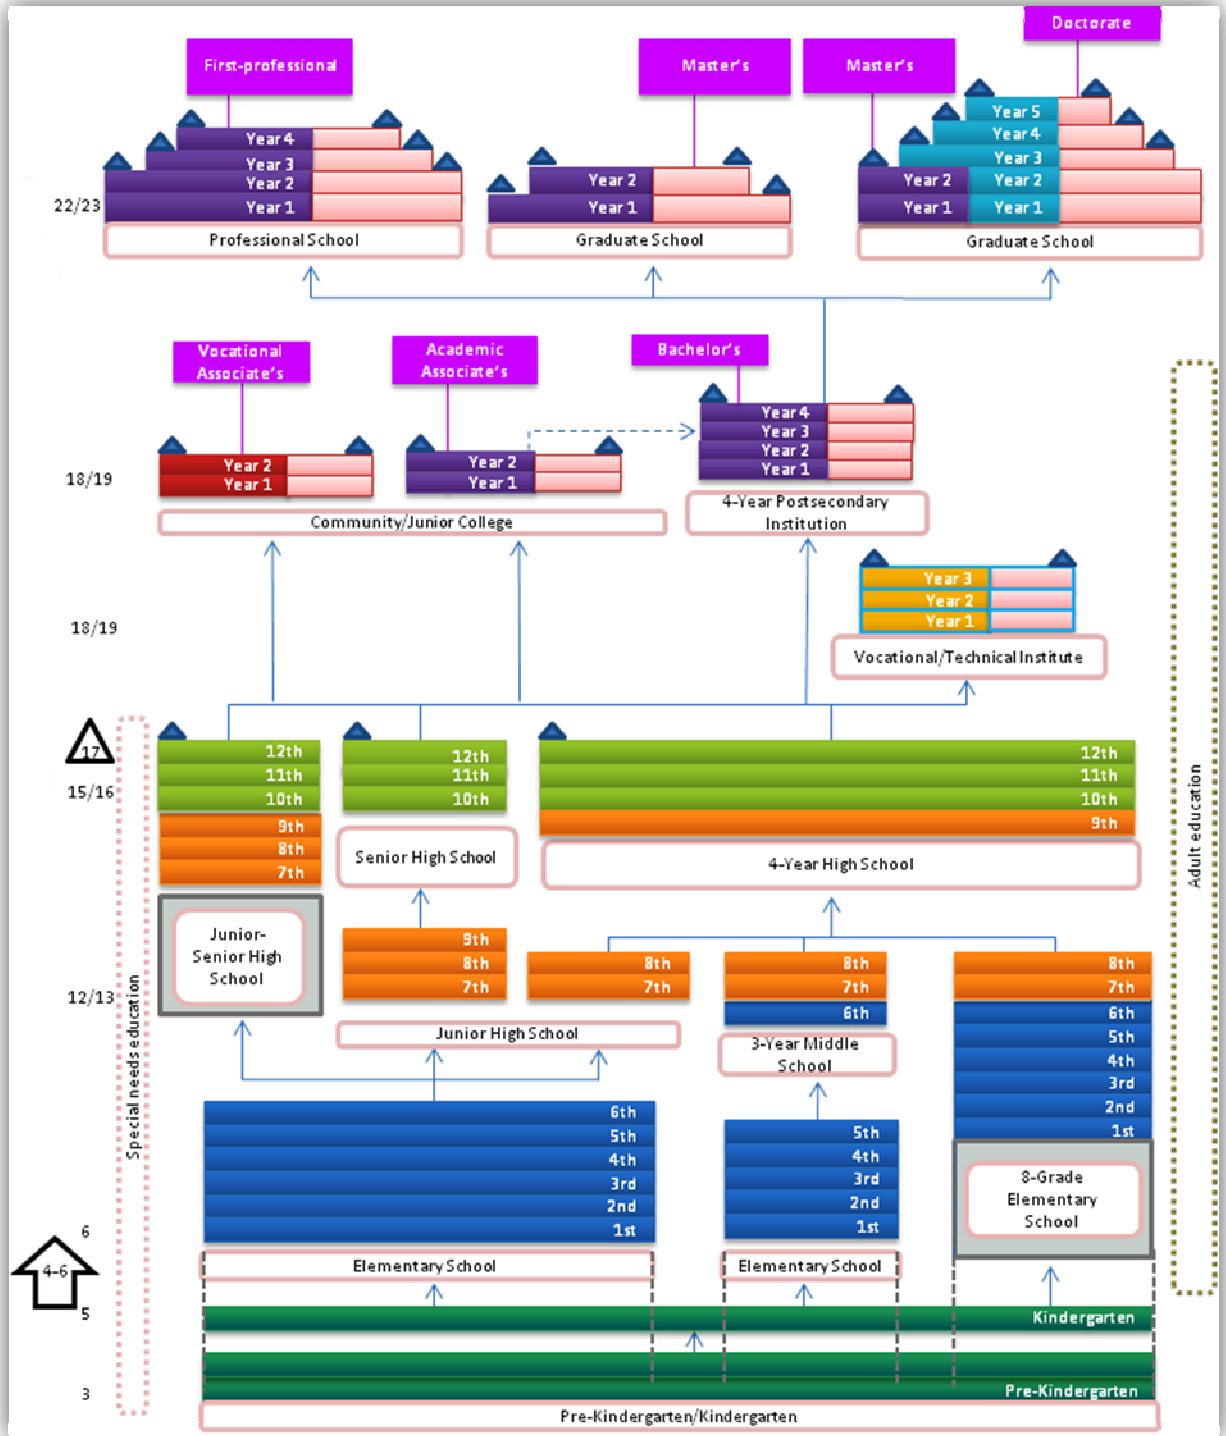 Doctorate
First-professional
Master's
Master's
Year 4
Year 3
Year 2
Year 1
Year 2
Year 1
Year 5
Year 4
Year 3
Year 2
Year 2
Year 1
Year 1
22/23
Professional School
Graduate School
Graduate School
Vocational
Associate's
Academic
Associate's
Bachelor's
Year 2
Year 1
Year 2
Year 1
Year 4
Year 3
Year 2
Year 1
18/19
Community/Junior College
4-Year Postsecondary
Institution
Year 3
Year 2
Year 1
18/19
Vocational/Technical Institute
17
15/16
12th
11th
10th
9th
8th
7th
12th
11th
10th
12th
11th
10th
9th
Senior High School
4-Year High School
Adult education
Junior-
Senior High
School
9th
8th
7th
8th
7th
8th
7th
6th
8th
7th
6th
5th
4th
3rd
2nd
1st
12/13
Special needs education
Junior High School
3-Year Middle
School
6th
5th
4th
3rd
2nd
1st
5th
4th
3rd
2nd
1st
8-Grade
Elementary
School
6
4-6
Elementary School
Elementary School
5
Kindergarten
3
Pre-Kindergarten
Pre-Kindergarten/Kindergarten